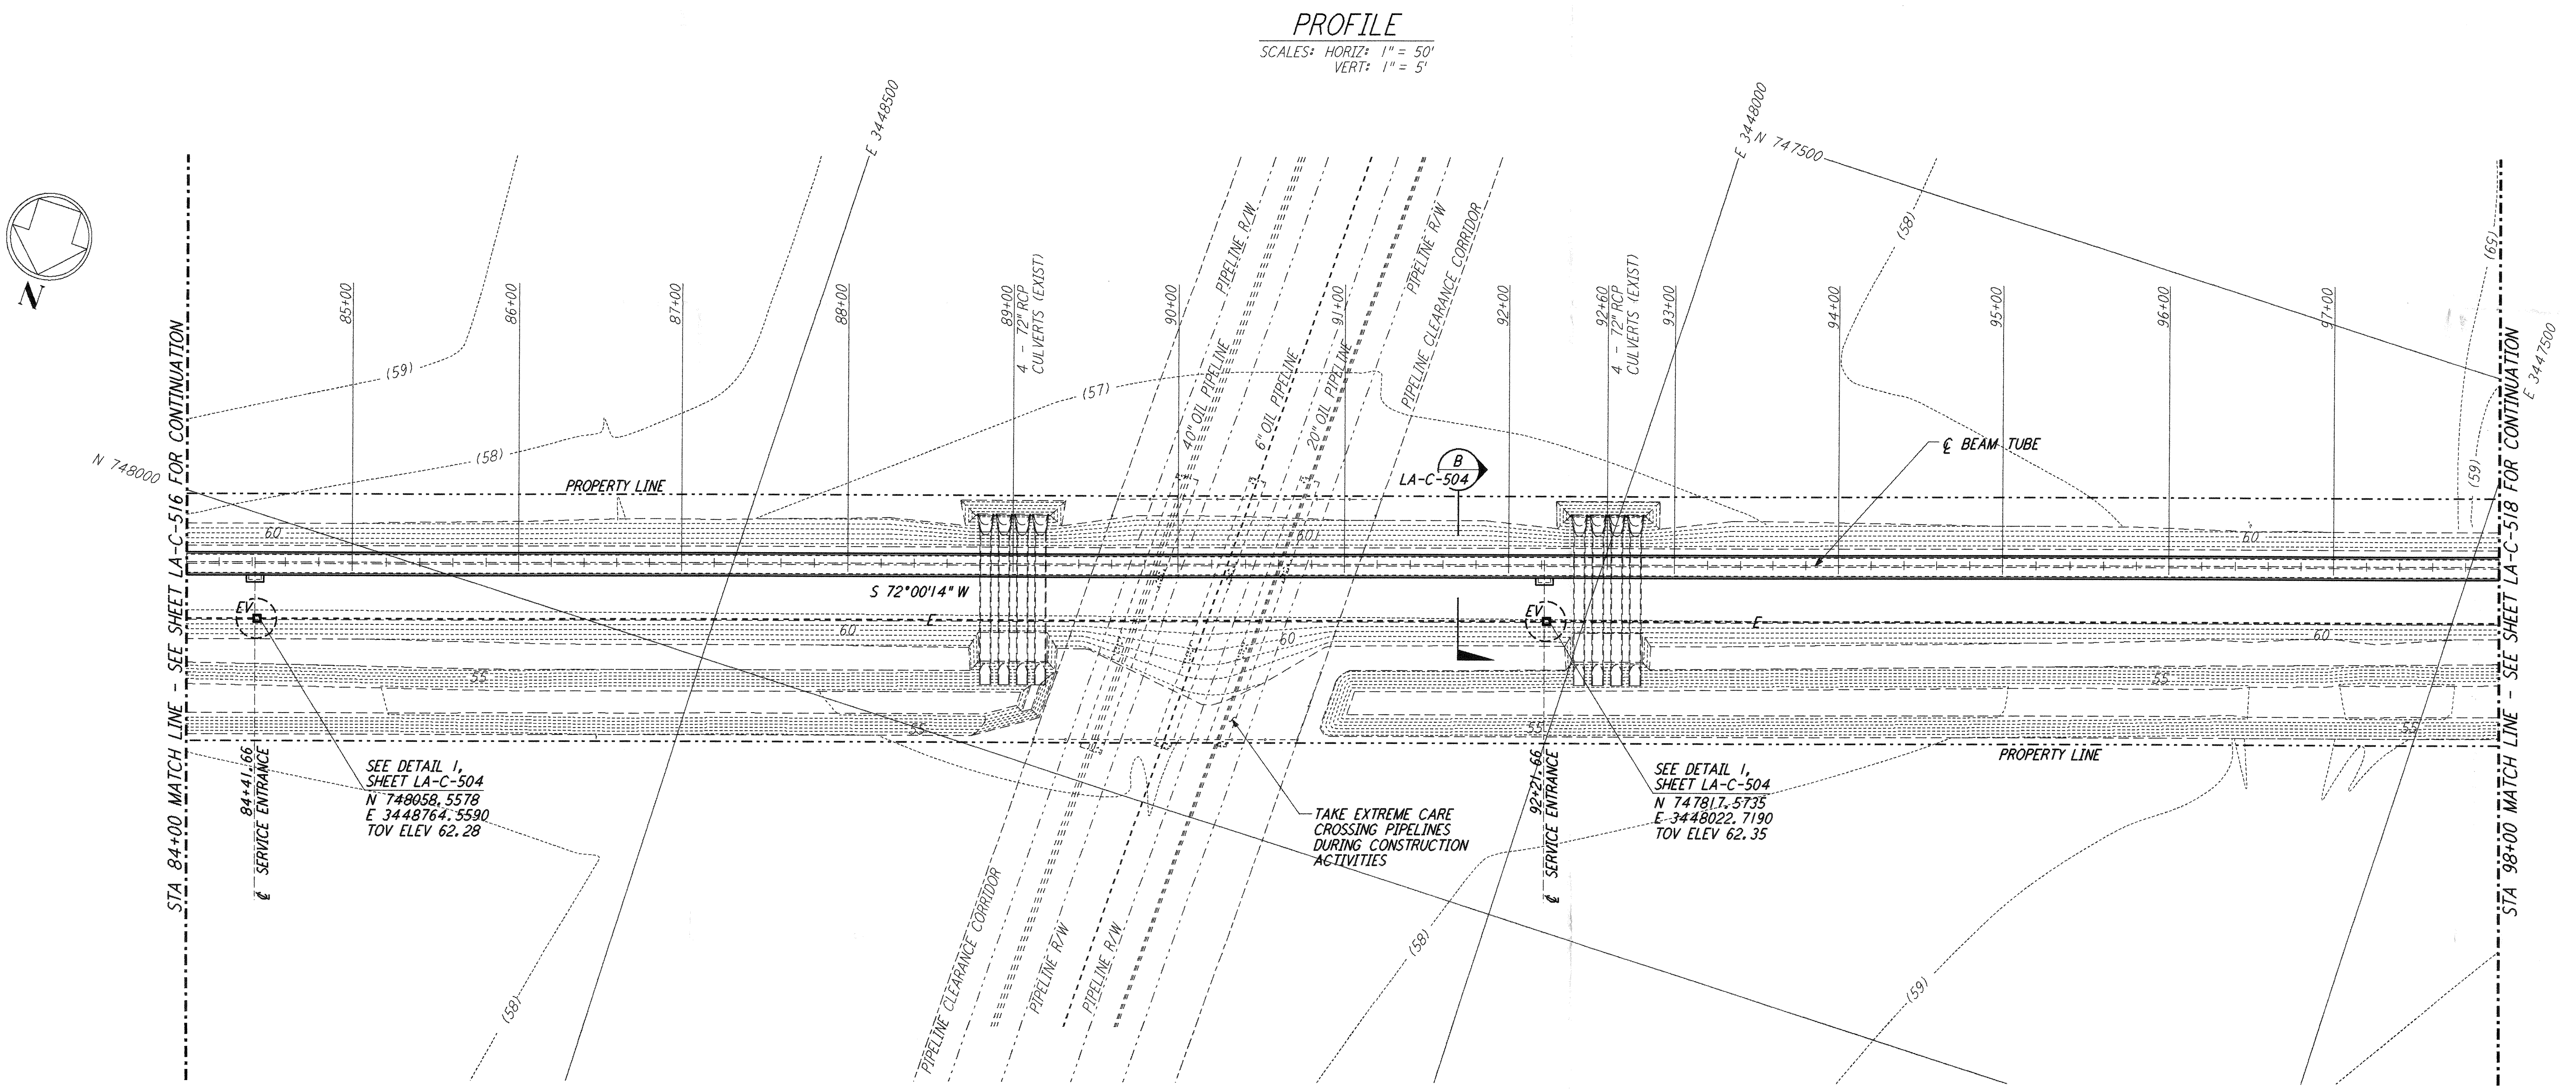 PROFILE
SCALES: HORIZ: 1" = 50'
VERT: 1" = 5'
N
STA 84+00 MATCH LINE - SEE SHEET LA-C-516 FOR CONTINUATION
N 748000
E 3448500
E 3448000
N 747500
E 3447500
85+00
86+00
87+00
88+00
89+00
4 - 72" RCP
CULVERTS (EXIST)
90+00
91+00
92+00
92+60
4 - 72" RCP
CULVERTS (EXIST)
93+00
94+00
95+00
96+00
97+00
PIPELINE R/W
PIPELINE R/W
PIPELINE CLEARANCE CORRIDOR
40" OIL PIPELINE
6" OIL PIPELINE
20" OIL PIPELINE
(59)
(58)
(57)
(58)
(59)
(59)
PROPERTY LINE
B
LA-C-504
℄ BEAM TUBE
60
60
60
S 72°00'14" W
EV
E
60
60
EV
E
60
55
55
55
55
55
84+41.66
℄ SERVICE ENTRANCE
SEE DETAIL 1,
SHEET LA-C-504
N 748058.5578
E 3448764.5590
TOV ELEV 62.28
TAKE EXTREME CARE
CROSSING PIPELINES
DURING CONSTRUCTION
ACTIVITIES
92+21.66
℄ SERVICE ENTRANCE
SEE DETAIL 1,
SHEET LA-C-504
N 747817.5735
E 3448022.7190
TOV ELEV 62.35
PROPERTY LINE
PIPELINE CLEARANCE CORRIDOR
PIPELINE R/W
PIPELINE R/W
(58)
(58)
(59)
STA 98+00 MATCH LINE - SEE SHEET LA-C-518 FOR CONTINUATION